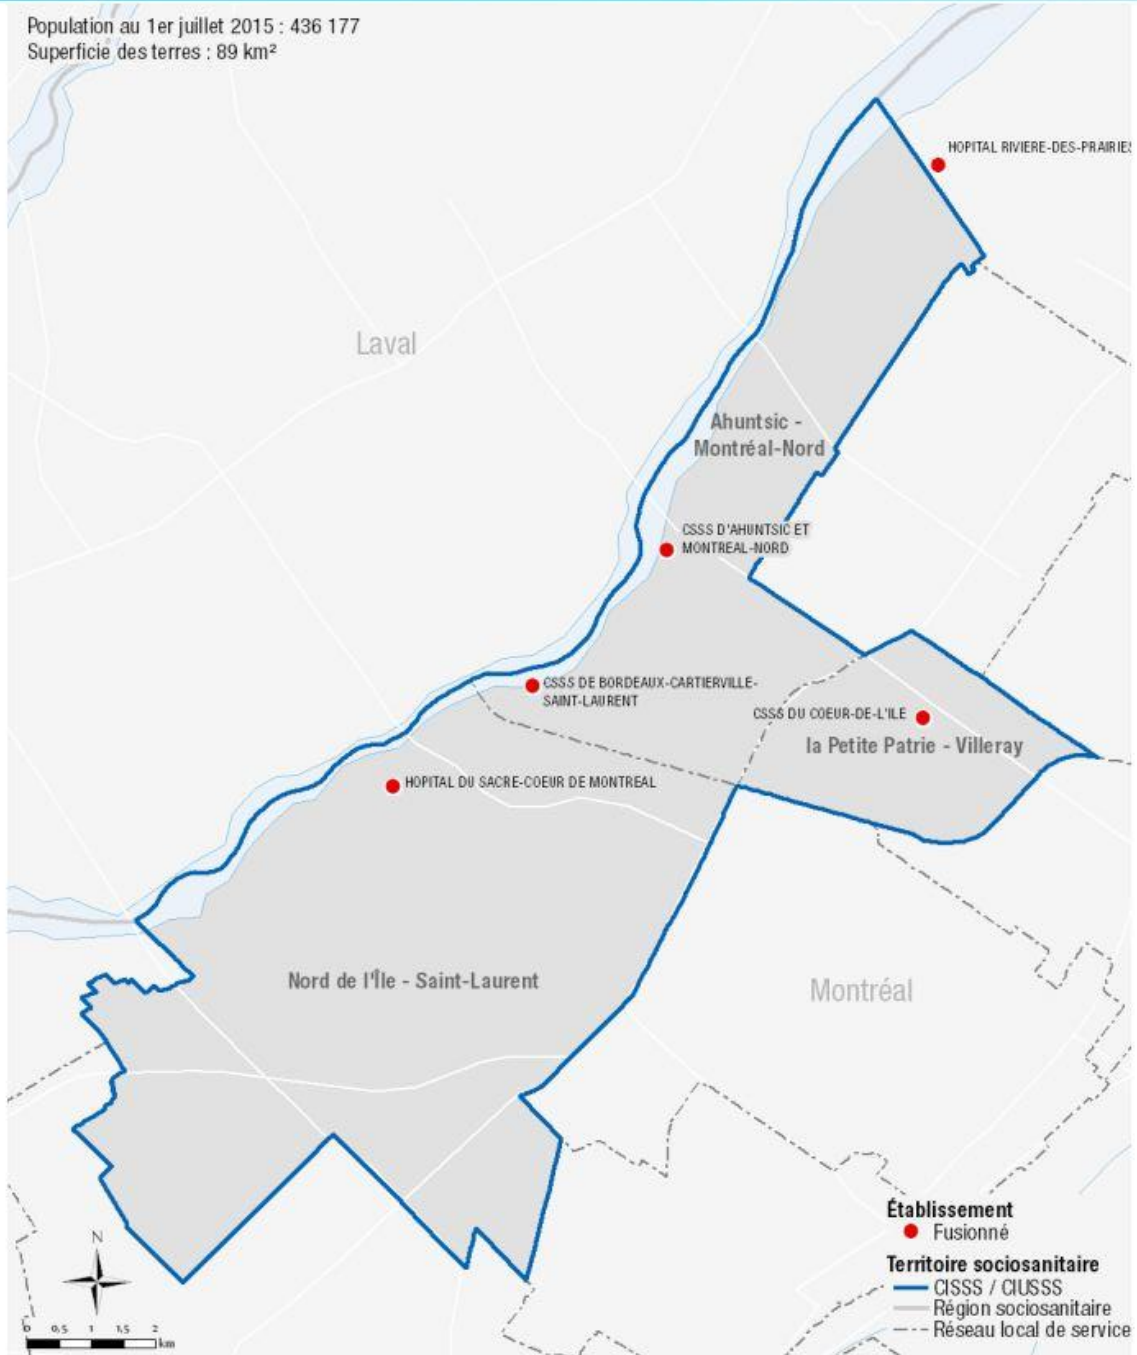 Population au 1er juillet 2015 : 436 177
Superficie des terres : 89 km²
HOPITAL RIVIERE-DES-PRAIRIES
Laval
Ahuntsic -
Montréal-Nord
CSSS D'AHUNTSIC ET
MONTREAL-NORD
CSSS DE BORDEAUX-CARTIERVILLE-
SAINT-LAURENT
CSSS DU COEUR-DE-L'ILE
la Petite Patrie - Villeray
HOPITAL DU SACRE-COEUR DE MONTREAL
Nord de l'Île - Saint-Laurent
Montréal
Établissement
Fusionné
Territoire sociosanitaire
CISSS / CIUSSS
Région sociosanitaire
Réseau local de service
N
0 0,5 1 1,5 2
km